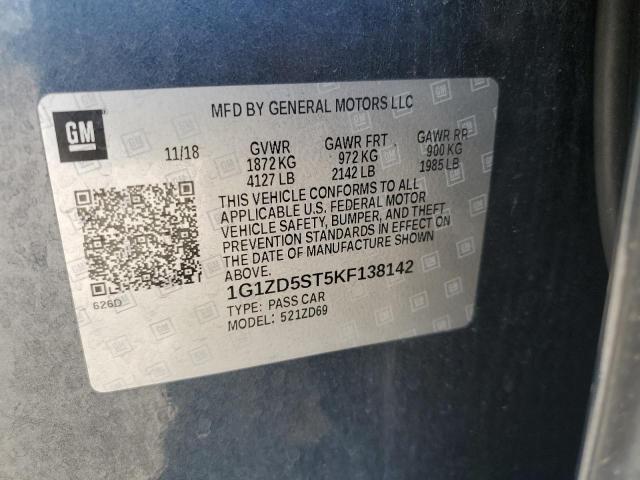 MFD BY GENERAL MOTORS LLC
GM
11/18 GVWR GAWR FRT GAWR RR
1872 KG 972 KG 900 KG
4127 LB 2142 LB 1985 LB
THIS VEHICLE CONFORMS TO ALL
APPLICABLE U.S. FEDERAL MOTOR
VEHICLE SAFETY, BUMPER, AND THEFT
PREVENTION STANDARDS IN EFFECT ON
THE DATE OF MANUFACTURE SHOWN
ABOVE.
626D
1G1ZD5ST5KF138142
TYPE: PASS CAR
MODEL: 521ZD69